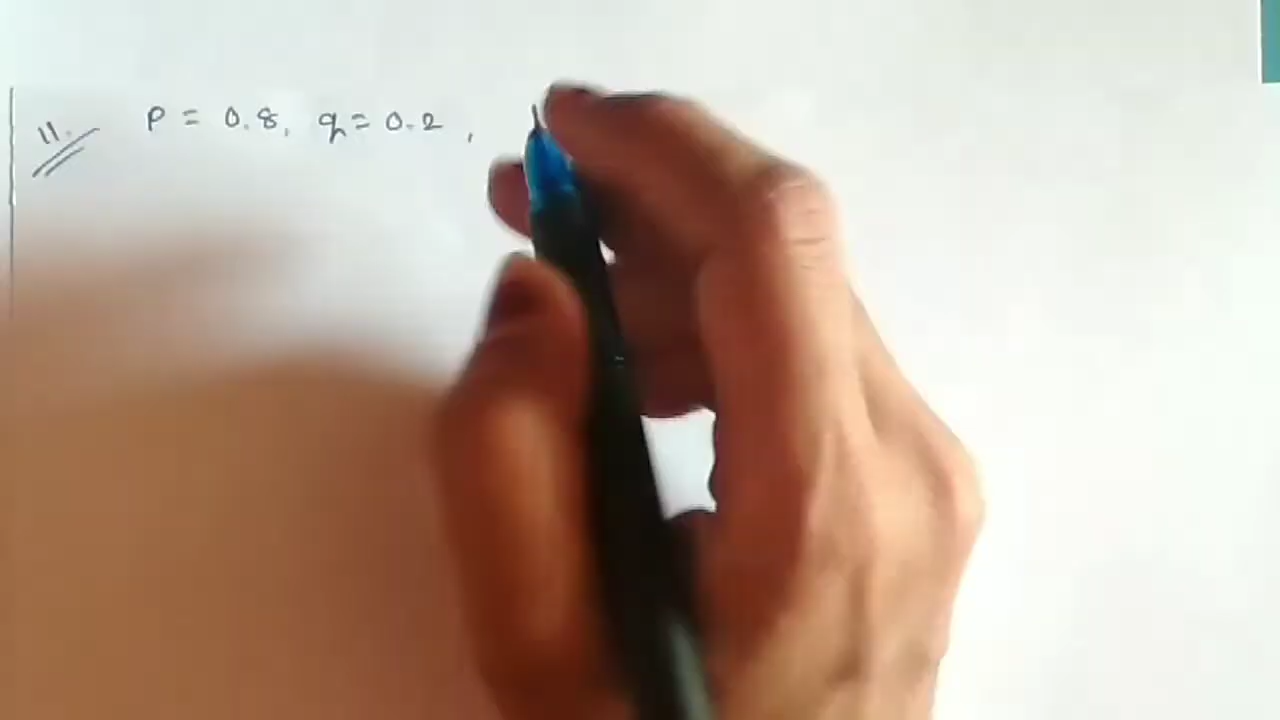 11. P = 0.8, q = 0.2,